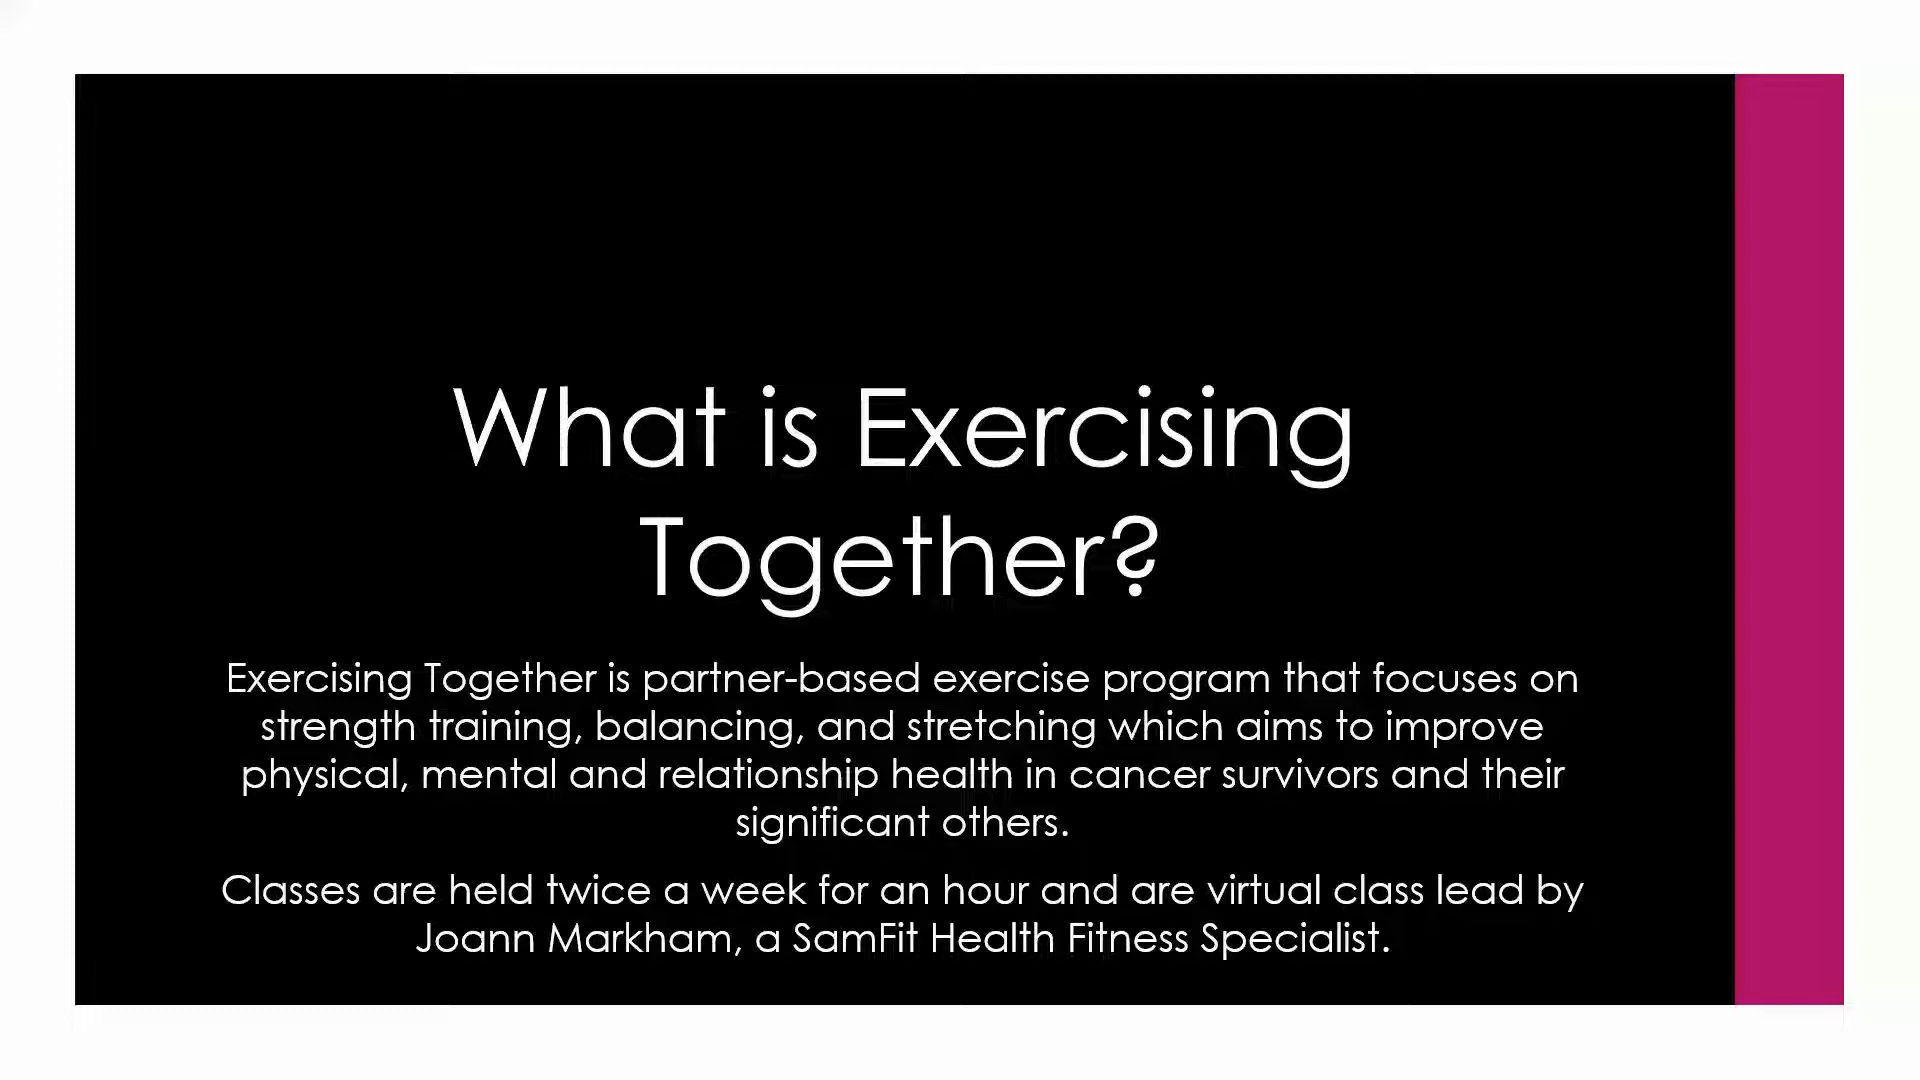 What is Exercising
Together?
Exercising Together is partner-based exercise program that focuses on
strength training, balancing, and stretching which aims to improve
physical, mental and relationship health in cancer survivors and their
significant others.
Classes are held twice a week for an hour and are virtual class lead by
Joann Markham, a SamFit Health Fitness Specialist.